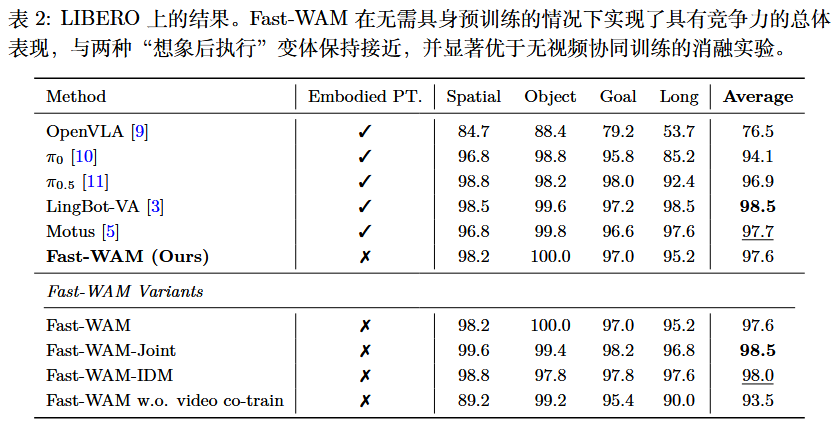 表 2: LIBERO 上的结果。Fast-WAM 在无需具身预训练的情况下实现了具有竞争力的总体
表现，与两种“想象后执行”变体保持接近，并显著优于无视频协同训练的消融实验。
Method Embodied PT. Spatial Object Goal Long Average
OpenVLA [9] ✓ 84.7 88.4 79.2 53.7 76.5
π0 [10] ✓ 96.8 98.8 95.8 85.2 94.1
π0.5 [11] ✓ 98.8 98.2 98.0 92.4 96.9
LingBot-VA [3] ✓ 98.5 99.6 97.2 98.5 98.5
Motus [5] ✓ 96.8 99.8 96.6 97.6 97.7
Fast-WAM (Ours) ✗ 98.2 100.0 97.0 95.2 97.6
Fast-WAM Variants
Fast-WAM ✗ 98.2 100.0 97.0 95.2 97.6
Fast-WAM-Joint ✗ 99.6 99.4 98.2 96.8 98.5
Fast-WAM-IDM ✗ 98.8 97.8 97.8 97.6 98.0
Fast-WAM w.o. video co-train ✗ 89.2 99.2 95.4 90.0 93.5